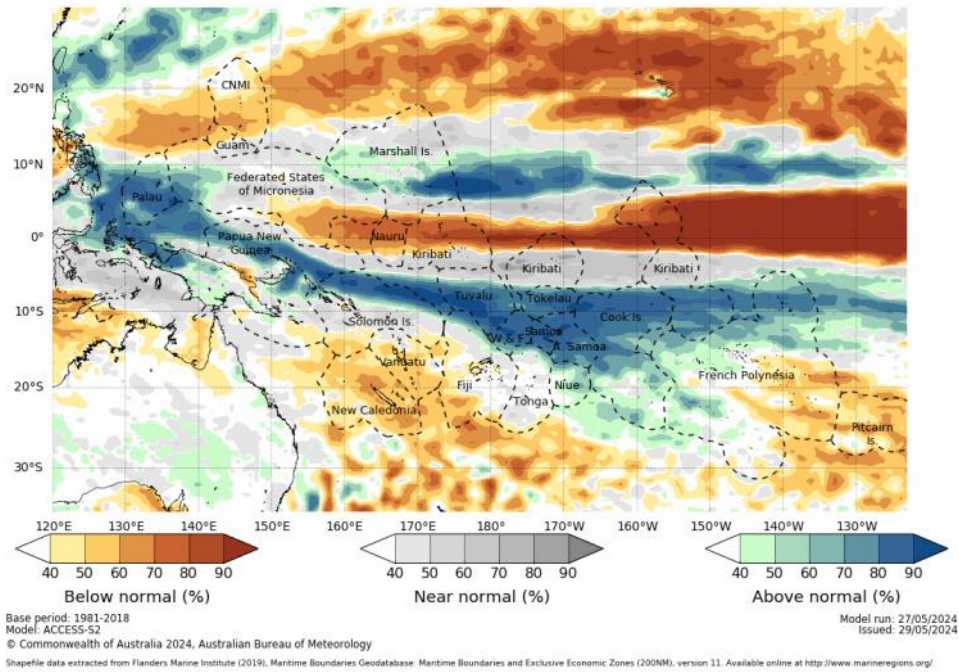 20°N
CNMI
Guam
10°N
Marshall Is.
Federated States
of Micronesia
Palau
0°
Papua New
Guinea
Nauru
Kiribati
Kiribati
Kiribati
Tuvalu
Tokelau
10°S
Solomon Is.
Cook Is.
Samoa
W & F
A. Samoa
Vanuatu
20°S
Fiji
Niue
French Polynesia
New Caledonia
Tonga
Pitcairn
Is.
30°S
120°E 130°E 140°E 150°E 160°E 170°E 180° 170°W 160°W 150°W 140°W 130°W
40 50 60 70 80 90
Below normal (%)
40 50 60 70 80 90
Near normal (%)
40 50 60 70 80 90
Above normal (%)
Base period: 1981-2018
Model: ACCESS-S2
© Commonwealth of Australia 2024, Australian Bureau of Meteorology
Model run: 27/05/2024
Issued: 29/05/2024
Shapefile data extracted from Flanders Marine Institute (2019), Maritime Boundaries Geodatabase: Maritime Boundaries and Exclusive Economic Zones (200NM), version 11. Available online at http://www.marineregions.org/.